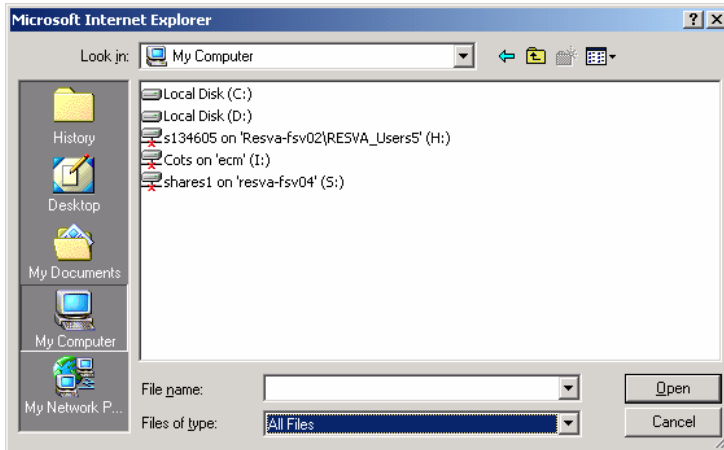 Microsoft Internet Explorer
Look in: My Computer
History
Desktop
My Documents
My Computer
My Network P...
Local Disk (C:)
Local Disk (D:)
s134605 on 'Resva-fsv02\RESVA_Users5' (H:)
Cots on 'ecm' (I:)
shares1 on 'resva-fsv04' (S:)
File name:
Open
Files of type: All Files
Cancel